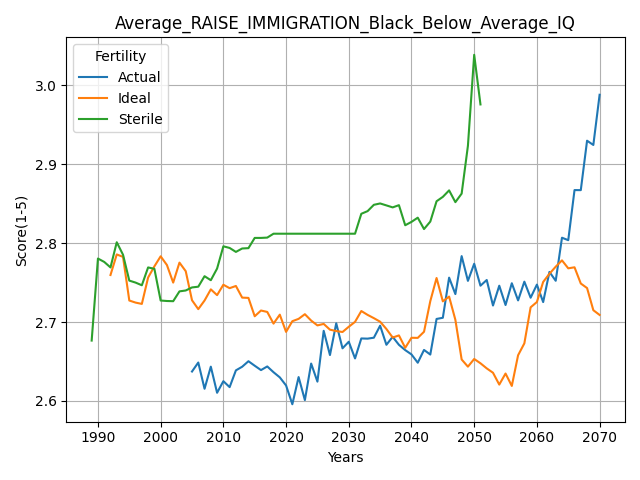 Average_RAISE_IMMIGRATION_Black_Below_Average_IQ
Fertility
Actual
Ideal
Sterile
Score(1-5)
3.0
2.9
2.8
2.7
2.6
1990 2000 2010 2020 2030 2040 2050 2060 2070
Years